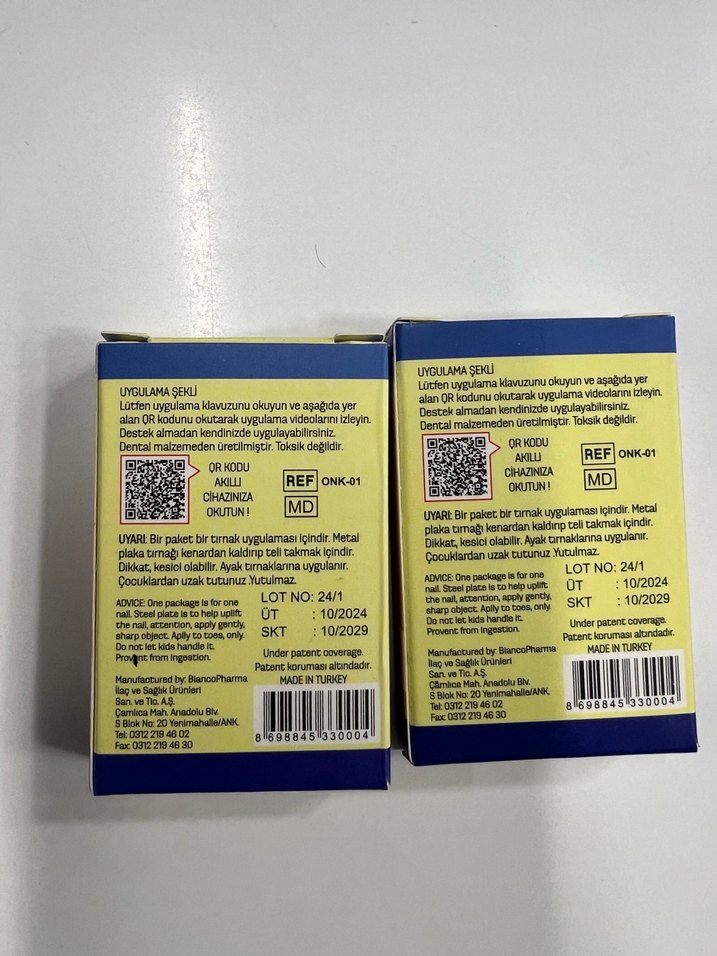 UYGULAMA ŞEKLİ
Lütfen uygulama klavuzunu okuyun ve aşağıda yer
alan QR kodunu okutarak uygulama videolarını izleyin.
Destek almadan kendinizde uygulayabilirsiniz.
Dental malzemeden üretilmiştir. Toksik değildir.
QR KODU
AKILLI
CİHAZINIZA
OKUTUN !
REF ONK-01
MD
UYARI: Bir paket bir tırnak uygulaması içindir. Metal
plaka tırnağı kenardan kaldırıp teli takmak içindir.
Dikkat, kesici olabilir. Ayak tırnaklarına uygulanır.
Çocuklardan uzak tutunuz .Yutulmaz.
ADVICE: One package is for one
nail. Steel plate is to help uplift
the nail, attention, apply gently,
sharp object. Aplly to toes, only.
Do not let kids handle it.
Provent from ingestion.
LOT NO: 24/1
ÜT : 10/2024
SKT : 10/2029
Under patent coverage.
Patent koruması altındadır.
MADE IN TURKEY
Manufactured by: BiancoPharma
İlaç ve Sağlık Ürünleri
San. ve Tic. A.Ş.
Çamlıca Mah. Anadolu Blv.
S Blok No: 20 Yenimahalle/ANK.
Tel: 0312 219 46 02
Fax: 0312 219 46 30
8 698845 330004
UYGULAMA ŞEKLİ
Lütfen uygulama klavuzunu okuyun ve aşağıda yer
alan QR kodunu okutarak uygulama videolarını izleyin.
Destek almadan kendinizde uygulayabilirsiniz.
Dental malzemeden üretilmiştir. Toksik değildir.
QR KODU
AKILLI
CİHAZINIZA
OKUTUN !
REF ONK-01
MD
UYARI: Bir paket bir tırnak uygulaması içindir. Metal
plaka tırnağı kenardan kaldırıp teli takmak içindir.
Dikkat, kesici olabilir. Ayak tırnaklarına uygulanır.
Çocuklardan uzak tutunuz .Yutulmaz.
ADVICE: One package is for one
nail. Steel plate is to help uplift
the nail, attention, apply gently,
sharp object. Aplly to toes, only.
Do not let kids handle it.
Provent from ingestion.
LOT NO: 24/1
ÜT : 10/2024
SKT : 10/2029
Under patent coverage.
Patent koruması altındadır.
MADE IN TURKEY
Manufactured by: BiancoPharma
İlaç ve Sağlık Ürünleri
San. ve Tic. A.Ş.
Çamlıca Mah. Anadolu Blv.
S Blok No: 20 Yenimahalle/ANK.
Tel: 0312 219 46 02
Fax: 0312 219 46 30
8 698845 330004